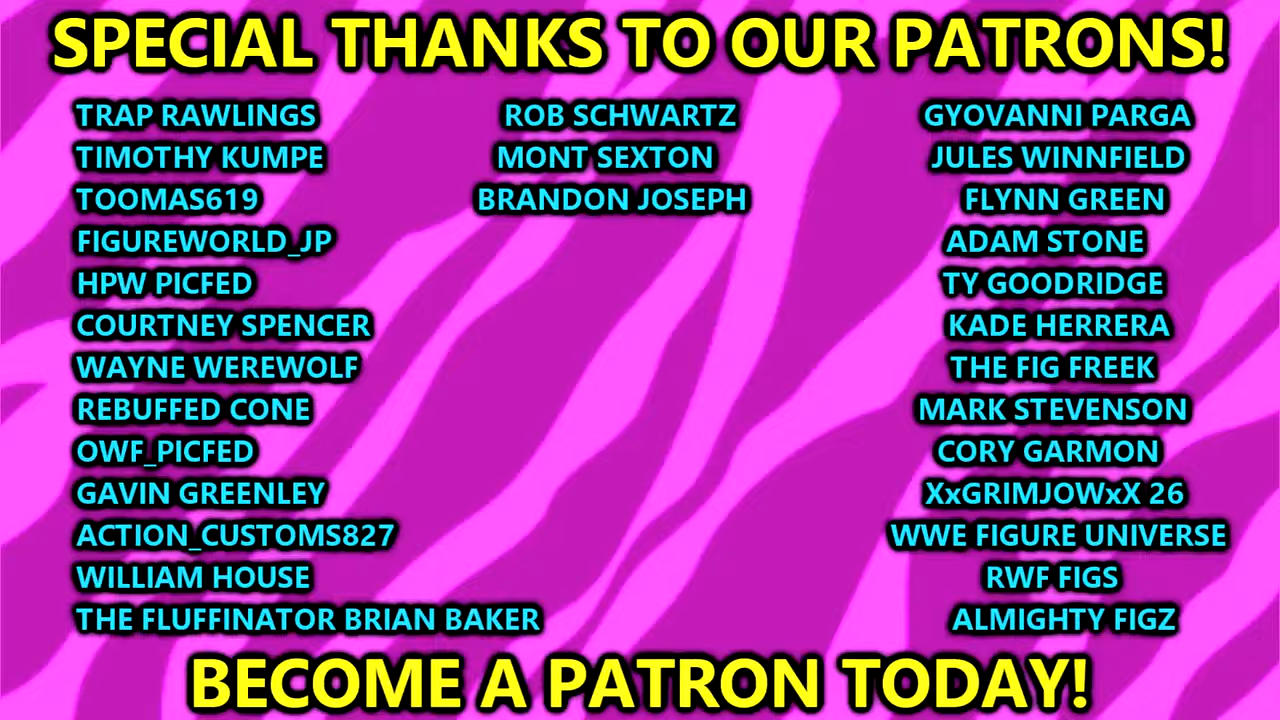 SPECIAL THANKS TO OUR PATRONS!
TRAP RAWLINGS
TIMOTHY KUMPE
TOOMAS619
FIGUREWORLD_JP
HPW PICFED
COURTNEY SPENCER
WAYNE WEREWOLF
REBUFFED CONE
OWF_PICFED
GAVIN GREENLEY
ACTION_CUSTOMS827
WILLIAM HOUSE
THE FLUFFINATOR BRIAN BAKER
ROB SCHWARTZ
MONT SEXTON
BRANDON JOSEPH
GYOVANNI PARGA
JULES WINNFIELD
FLYNN GREEN
ADAM STONE
TY GOODRIDGE
KADE HERRERA
THE FIG FREEK
MARK STEVENSON
CORY GARMON
XxGRIMJOWxX 26
WWE FIGURE UNIVERSE
RWF FIGS
ALMIGHTY FIGZ
BECOME A PATRON TODAY!